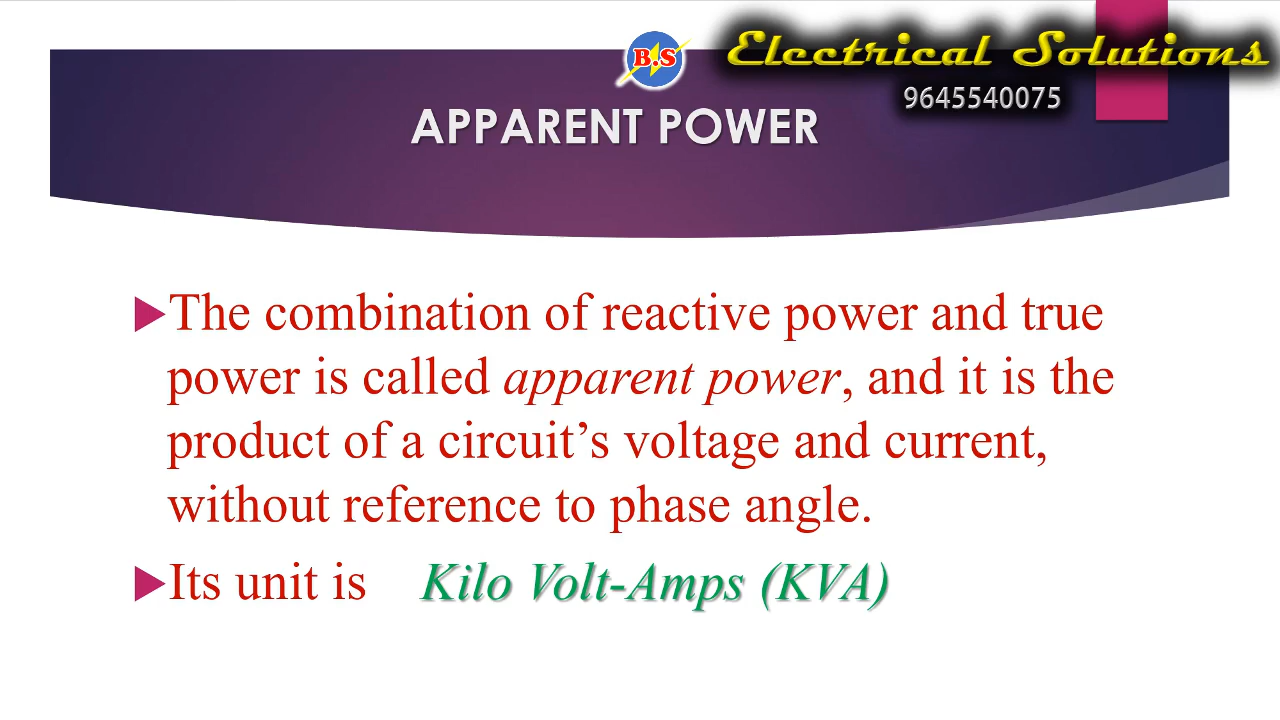 B.S
Electrical Solutions
9645540075
APPARENT POWER
The combination of reactive power and true
power is called apparent power, and it is the
product of a circuit’s voltage and current,
without reference to phase angle.
Its unit is Kilo Volt-Amps (KVA)